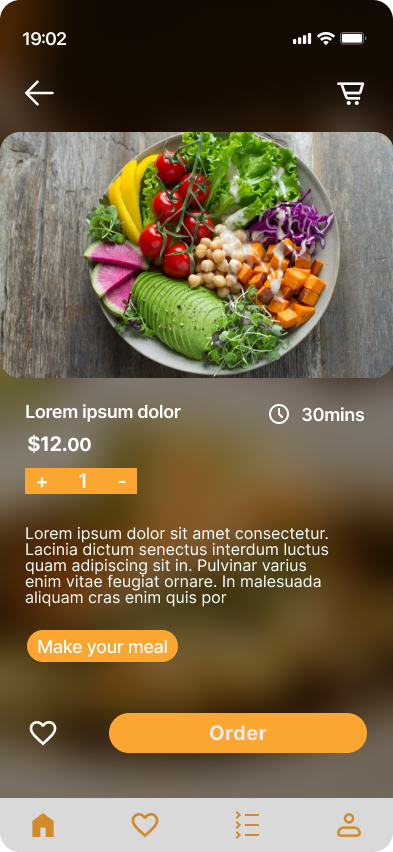 19:02
Lorem ipsum dolor
30mins
$12.00
+ 1 -
Lorem ipsum dolor sit amet consectetur.
Lacinia dictum senectus interdum luctus
quam adipiscing sit in. Pulvinar varius
enim vitae feugiat ornare. In malesuada
aliquam cras enim quis por
Make your meal
Order